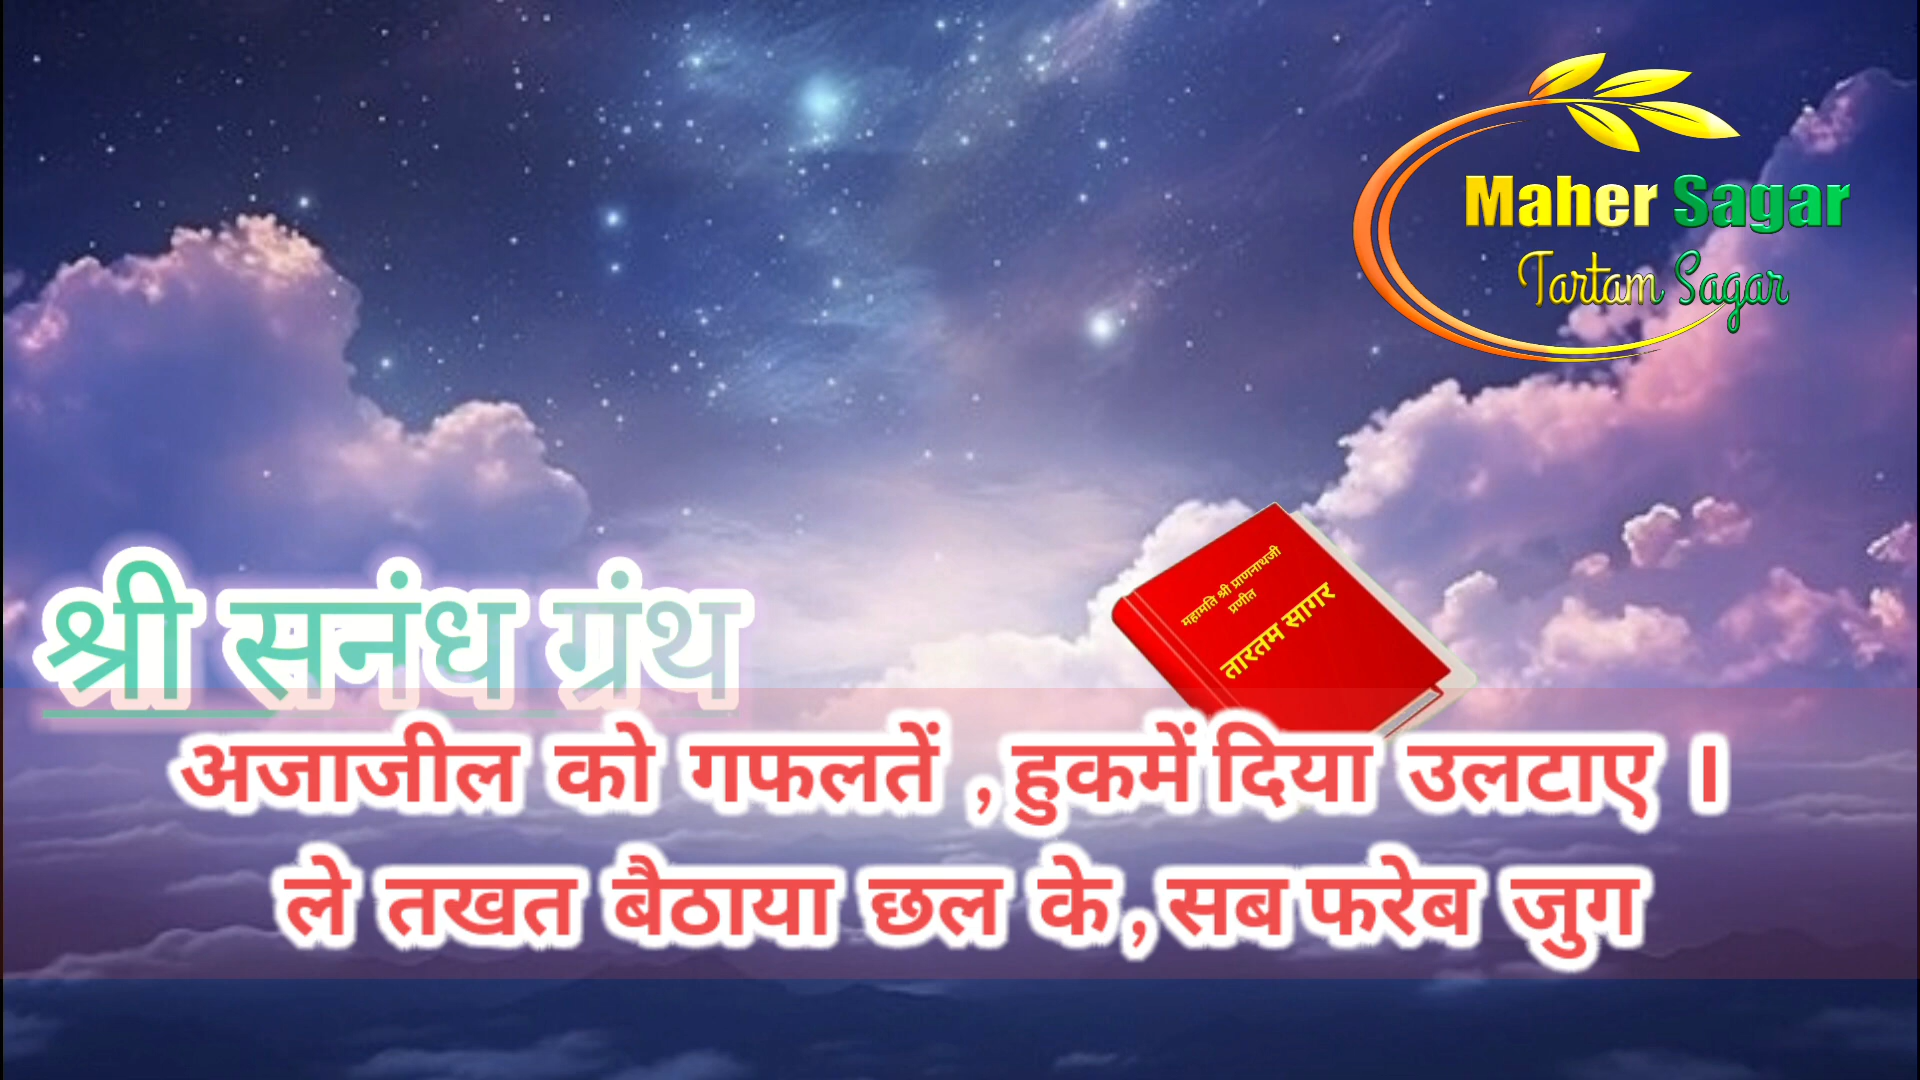 Maher Sagar
Tartam Sagar
महामति श्री प्राणनाथजी
प्रणीत
तारतम सागर
श्री सनंध ग्रंथ
अजाजील को गफलतें , हुकमें दिया उलटाए ।
ले तखत बैठाया छल के , सब फरेब जुग